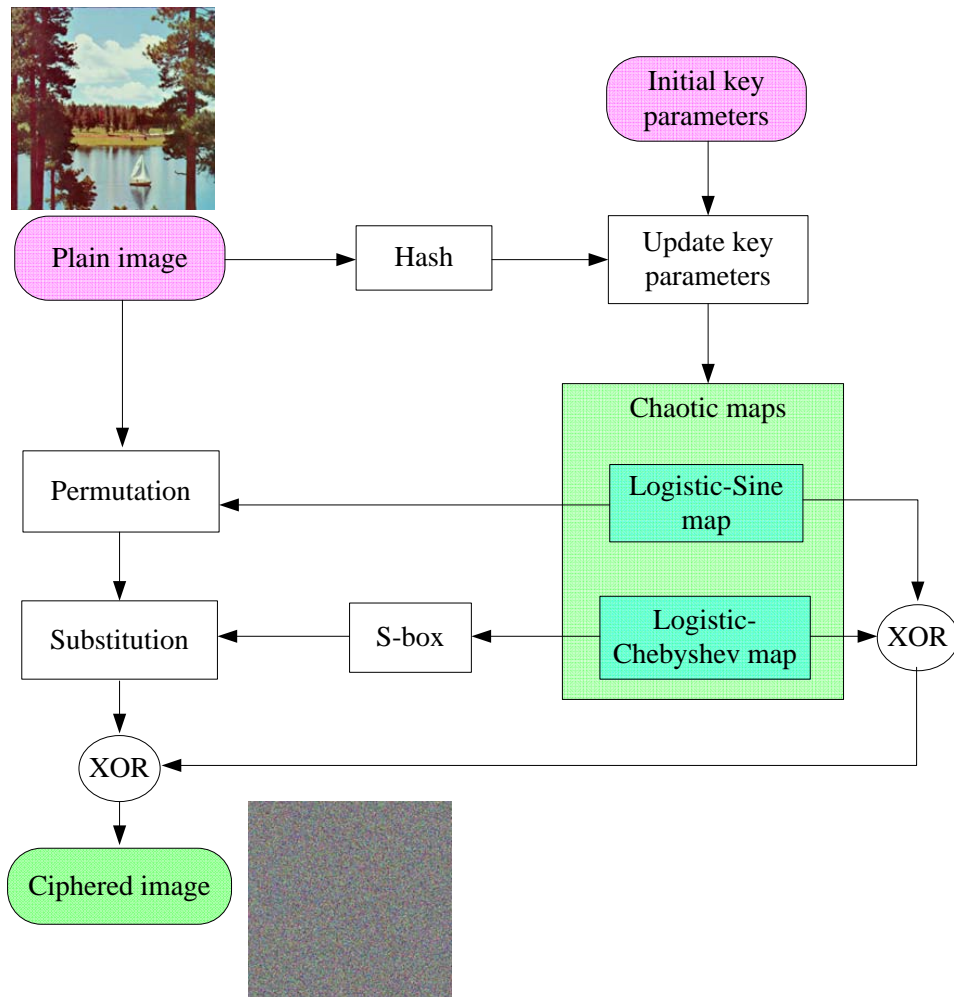 Initial key
parameters
Plain image
Hash
Update key
parameters
Chaotic maps
Permutation
Logistic-Sine
map
Substitution
S-box
Logistic-
Chebyshev map
XOR
XOR
Ciphered image